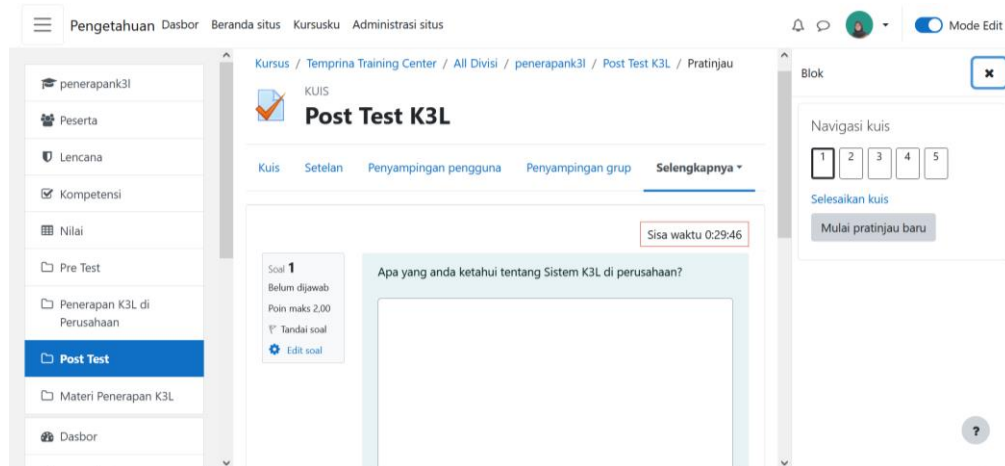 Pengetahuan Dasbor Beranda situs Kursusku Administrasi situs Mode Edit
penerapank3l
Peserta
Lencana
Kompetensi
Nilai
Pre Test
Penerapan K3L di
Perusahaan
Post Test
Materi Penerapan K3L
Dasbor
Kursus / Temprina Training Center / All Divisi / penerapank3l / Post Test K3L / Pratinjau
KUIS
Post Test K3L
Kuis Setelan Penyampingan pengguna Penyampingan grup Selengkapnya
Sisa waktu 0:29:46
Soal 1
Belum dijawab
Poin maks 2,00
Tandai soal
Edit soal
Apa yang anda ketahui tentang Sistem K3L di perusahaan?
Blok
Navigasi kuis
1 2 3 4 5
Selesaikan kuis
Mulai pratinjau baru
?